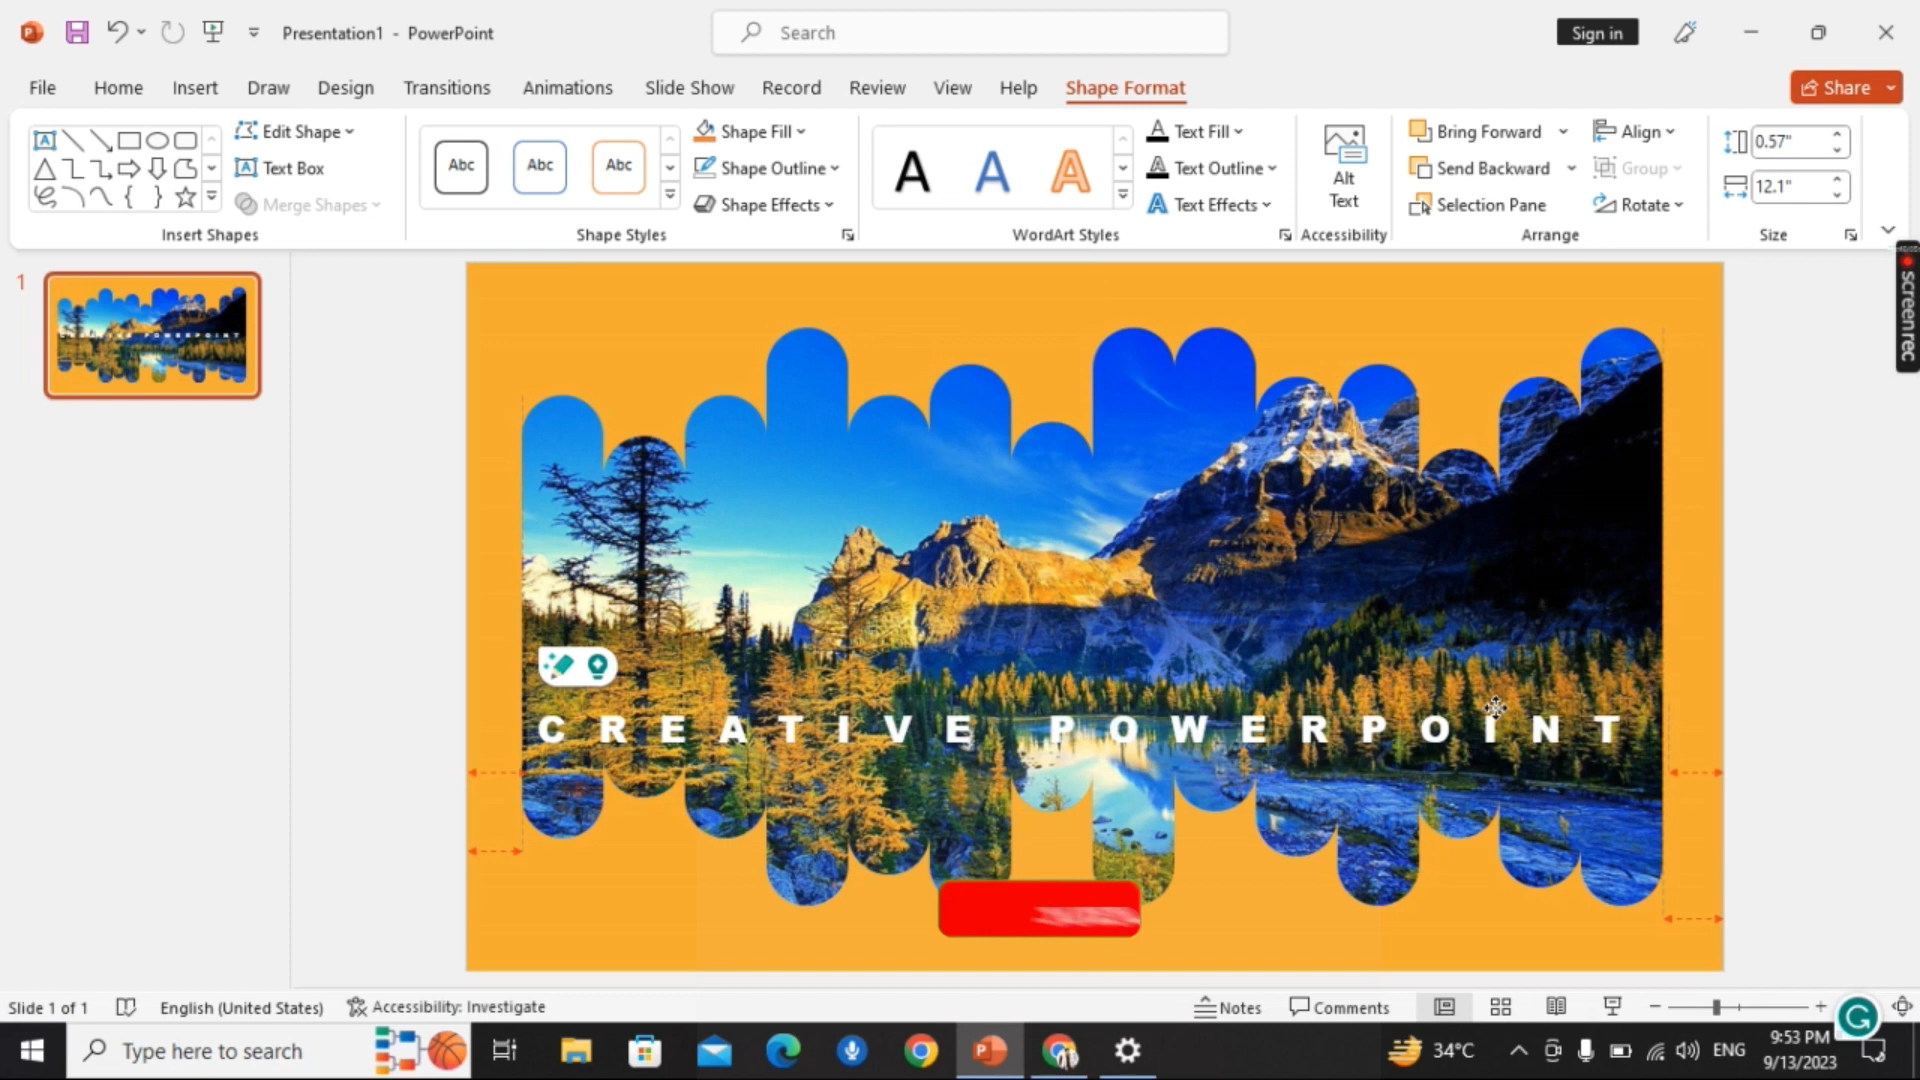 Presentation1 - PowerPoint
Search
Sign in
File Home Insert Draw Design Transitions Animations Slide Show Record Review View Help Shape Format
Share
Edit Shape
Text Box
Merge Shapes
Insert Shapes
Abc Abc Abc
Shape Fill
Shape Outline
Shape Effects
Shape Styles
A A A
Text Fill
Text Outline
Text Effects
WordArt Styles
Alt
Text
Accessibility
Bring Forward
Send Backward
Selection Pane
Align
Group
Rotate
Arrange
0.57"
12.1"
Size
screenrec
1
CREATIVE POWERPOINT
Slide 1 of 1
English (United States)
Accessibility: Investigate
Notes
Comments
Type here to search
34°C
ENG
9:53 PM
9/13/2023